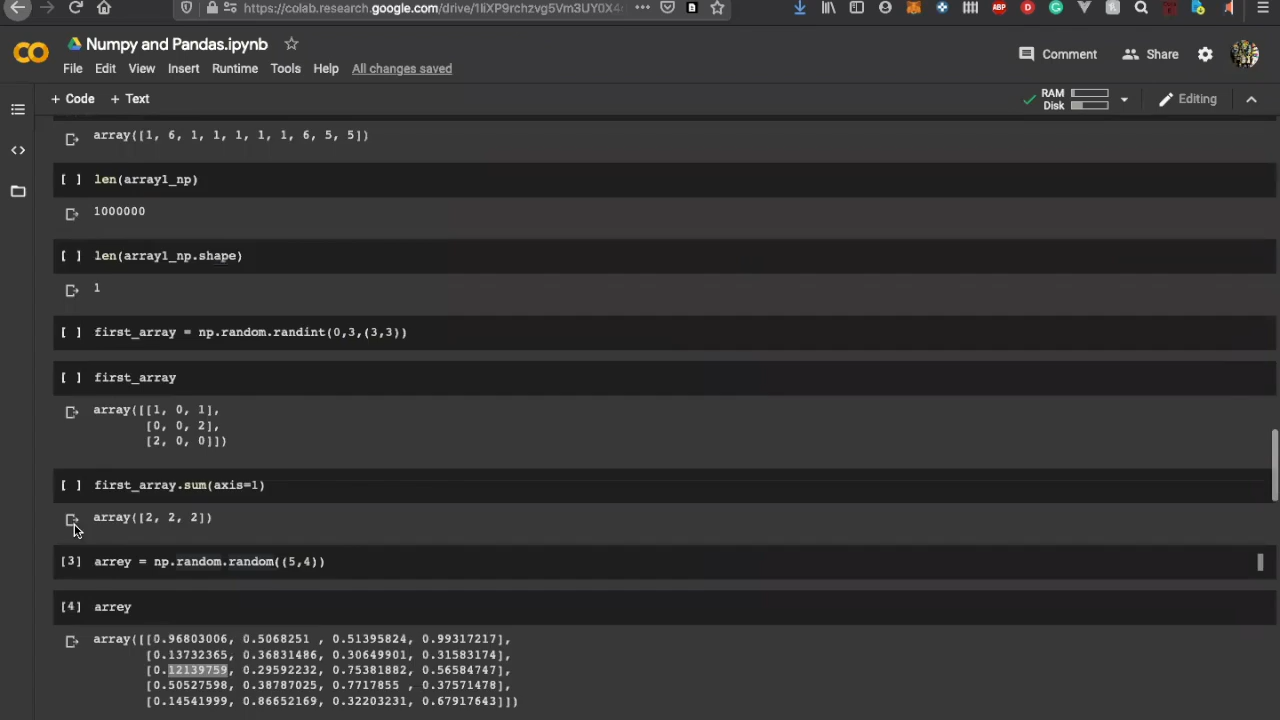 https://colab.research.google.com/drive/1IiXP9rchzvg5Vm3UY0X4
Numpy and Pandas.ipynb
Comment
Share
File Edit View Insert Runtime Tools Help All changes saved
+ Code + Text
RAM
Disk
Editing
array([1, 6, 1, 1, 1, 1, 1, 6, 5, 5])
[ ] len(array1_np)
1000000
[ ] len(array1_np.shape)
1
[ ] first_array = np.random.randint(0,3,(3,3))
[ ] first_array
array([[1, 0, 1],
[0, 0, 2],
[2, 0, 0]])
[ ] first_array.sum(axis=1)
array([2, 2, 2])
[3] arrey = np.random.random((5,4))
[4] arrey
array([[0.96803006, 0.5068251 , 0.51395824, 0.99317217],
[0.13732365, 0.36831486, 0.30649901, 0.31583174],
[0.12139759, 0.29592232, 0.75381882, 0.56584747],
[0.50527598, 0.38787025, 0.7717855 , 0.37571478],
[0.14541999, 0.86652169, 0.32203231, 0.67917643]])